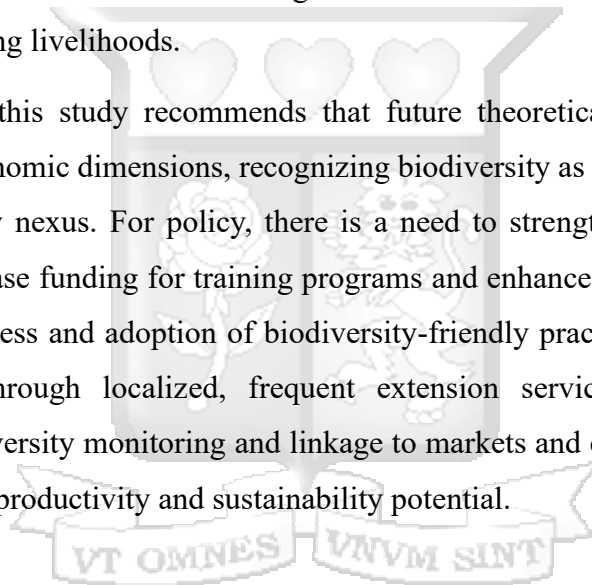 ng livelihoods.
this study recommends that future theoretica
nomic dimensions, recognizing biodiversity as
nexus. For policy, there is a need to strengt
ase funding for training programs and enhance
ess and adoption of biodiversity-friendly prac
hrough localized, frequent extension servic
ersity monitoring and linkage to markets and
productivity and sustainability potential.
VT OMNES VNVM SINT